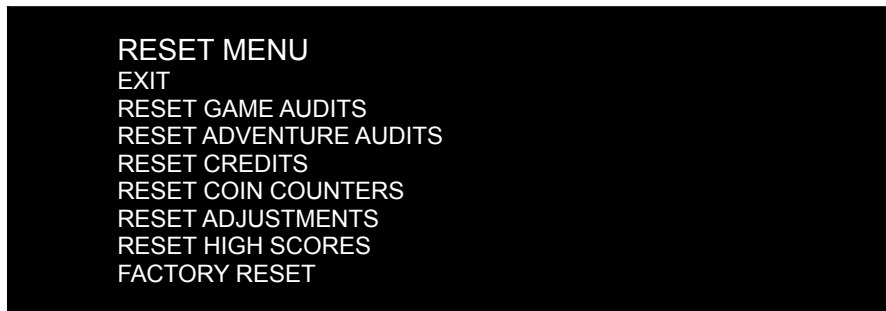 RESET MENU
EXIT
RESET GAME AUDITS
RESET ADVENTURE AUDITS
RESET CREDITS
RESET COIN COUNTERS
RESET ADJUSTMENTS
RESET HIGH SCORES
FACTORY RESET